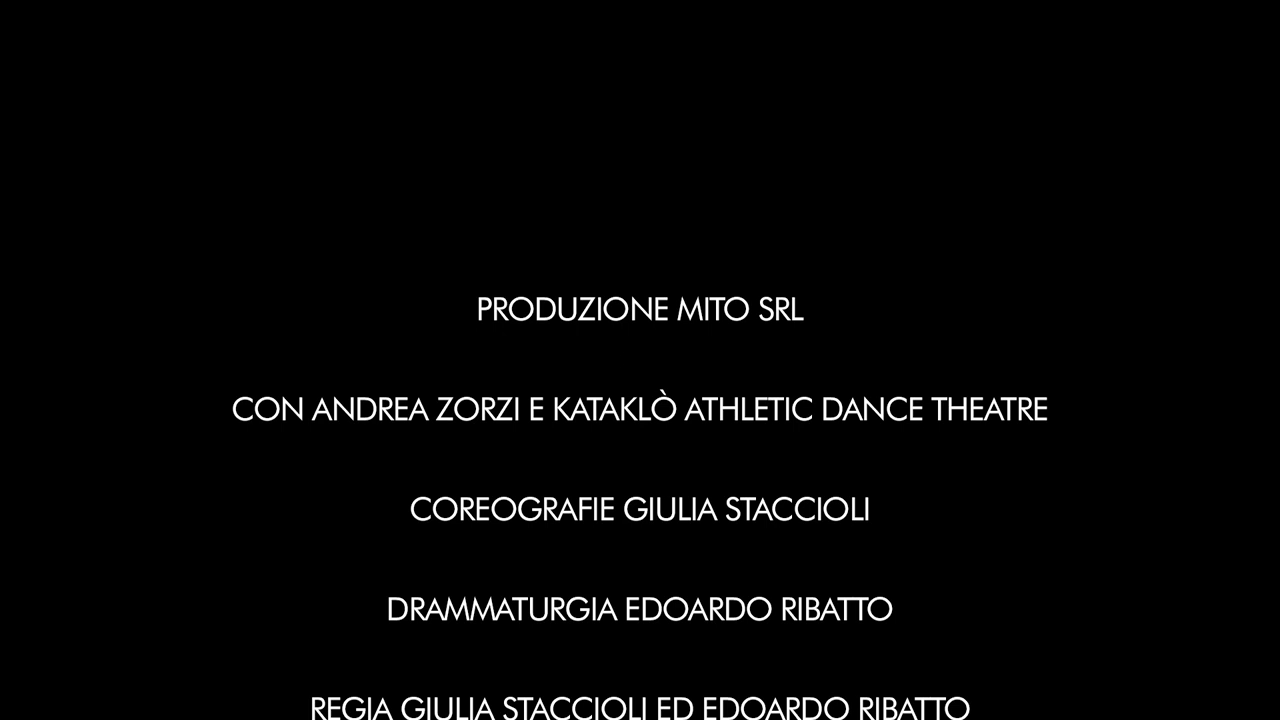 PRODUZIONE MITO SRL
CON ANDREA ZORZI E KATAKLÒ ATHLETIC DANCE THEATRE
COREOGRAFIE GIULIA STACCIOLI
DRAMMATURGIA EDOARDO RIBATTO
REGIA GIULIA STACCIOLI ED EDOARDO RIBATTO